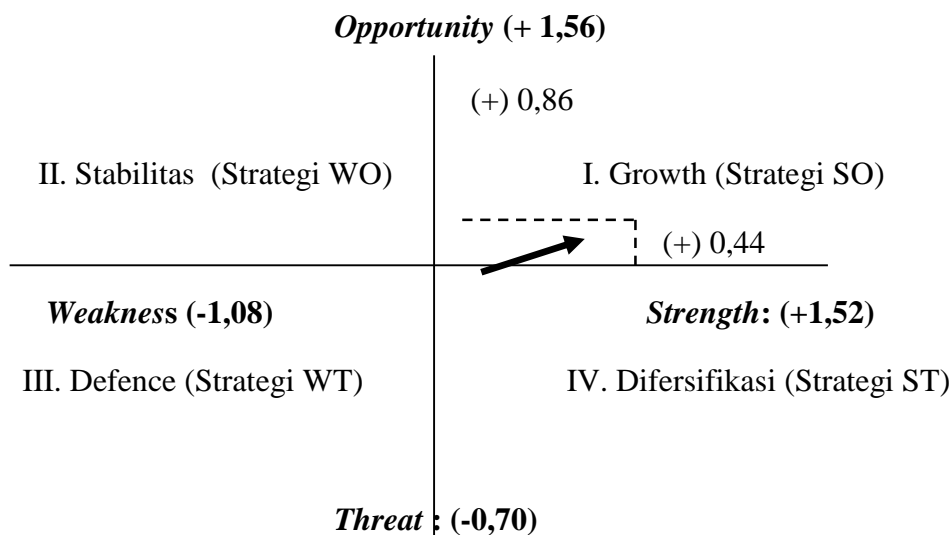 Opportunity (+ 1,56)
(+) 0,86
II. Stabilitas (Strategi WO)
I. Growth (Strategi SO)
(+) 0,44
Weakness (-1,08)
Strength: (+1,52)
III. Defence (Strategi WT)
IV. Difersifikasi (Strategi ST)
Threat : (-0,70)